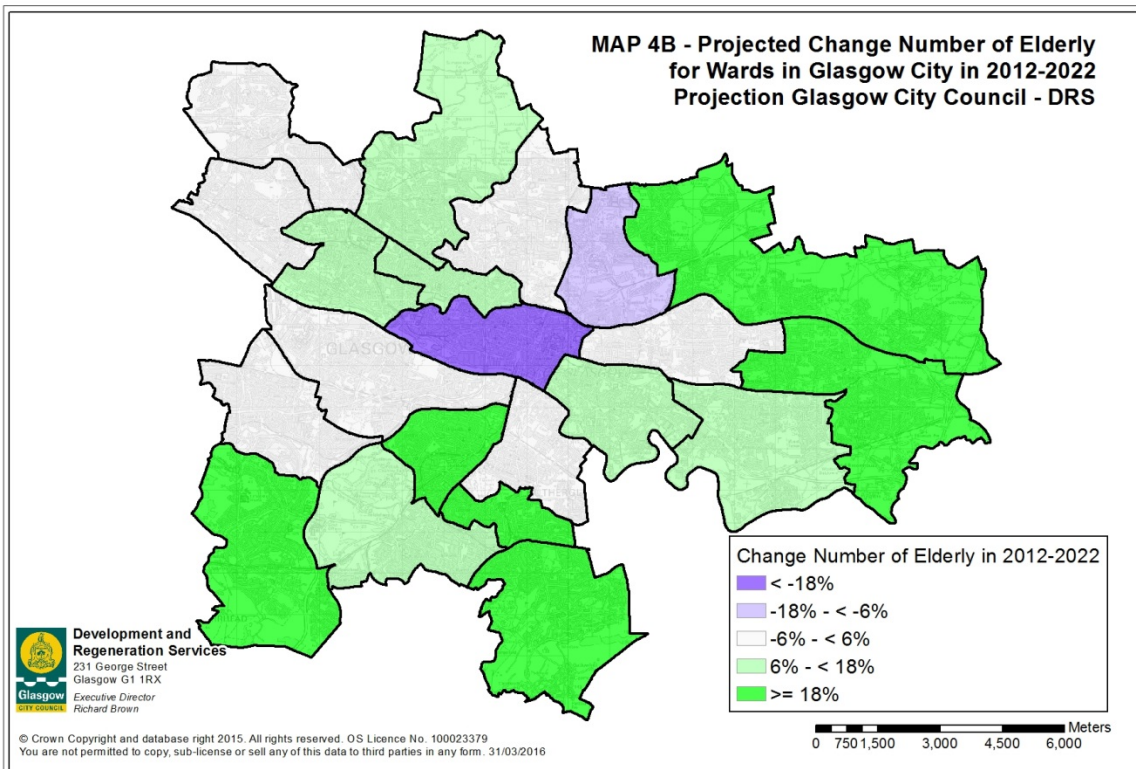 MAP 4B - Projected Change Number of Elderly
for Wards in Glasgow City in 2012-2022
Projection Glasgow City Council - DRS
GLASGOW
Change Number of Elderly in 2012-2022
< -18%
-18% - < -6%
-6% - < 6%
6% - < 18%
>= 18%
Meters
0 750 1,500 3,000 4,500 6,000
Development and
Regeneration Services
231 George Street
Glasgow G1 1RX
Executive Director
Richard Brown
Glasgow
CITY COUNCIL
© Crown Copyright and database right 2015. All rights reserved. OS Licence No. 100023379
You are not permitted to copy, sub-license or sell any of this data to third parties in any form. 31/03/2016